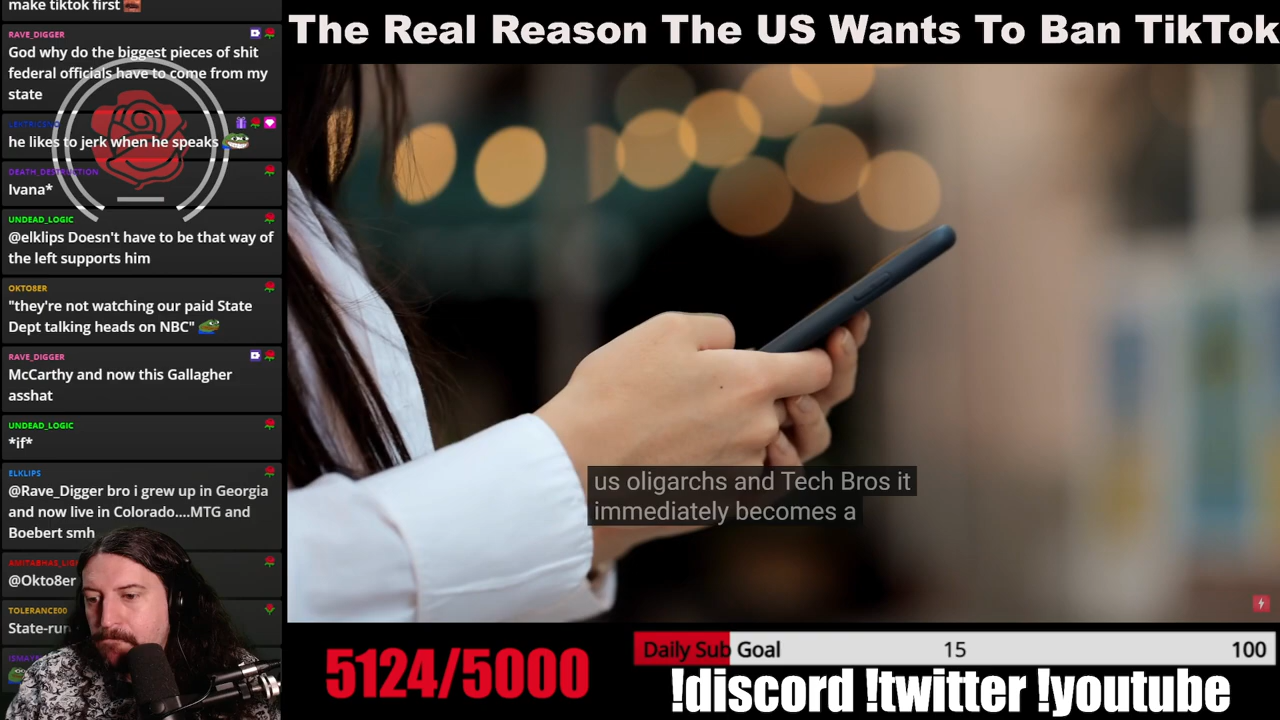 make tiktok first
The Real Reason The US Wants To Ban TikTok
RAVE_DIGGER
God why do the biggest pieces of shit
federal officials have to come from my
state
he likes to jerk when he speaks
DEATH_DESTRUCTION
Ivana*
UNDEAD_LOGIC
@elklips Doesn't have to be that way of
the left supports him
OKTO8ER
"they're not watching our paid State
Dept talking heads on NBC"
RAVE_DIGGER
McCarthy and now this Gallagher
asshat
UNDEAD_LOGIC
*if*
ELKLIPS
@Rave_Digger bro i grew up in Georgia
and now live in Colorado....MTG and
Boebert smh
@Okto8er
TOLERANCE00
State-run
us oligarchs and Tech Bros it
immediately becomes a
5124/5000
Daily Sub Goal 15 100
!discord !twitter !youtube